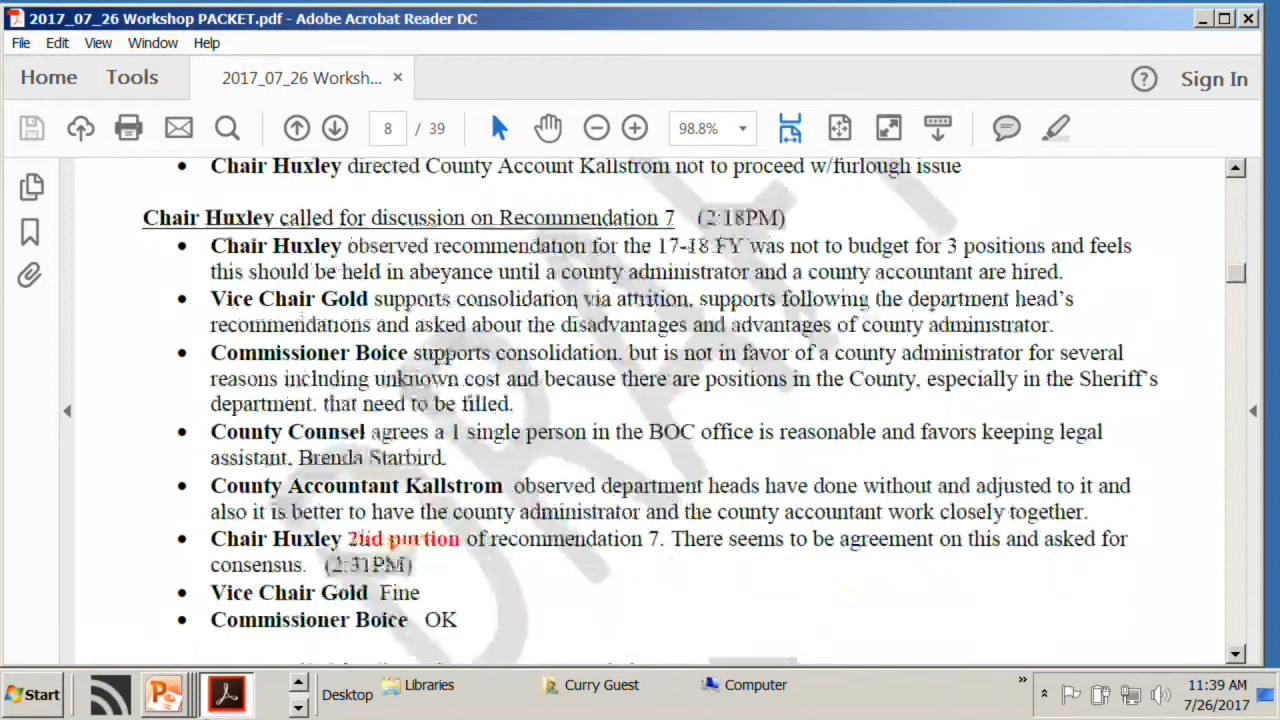 2017_07_26 Workshop PACKET.pdf - Adobe Acrobat Reader DC
File Edit View Window Help
Home Tools 2017_07_26 Worksh... × Sign In
8 / 39 98.8%
• Chair Huxley directed County Account Kallstrom not to proceed w/furlough issue
Chair Huxley called for discussion on Recommendation 7 (2:18PM)
• Chair Huxley observed recommendation for the 17-18 FY was not to budget for 3 positions and feels
this should be held in abeyance until a county administrator and a county accountant are hired.
• Vice Chair Gold supports consolidation via attrition, supports following the department head's
recommendations and asked about the disadvantages and advantages of county administrator.
• Commissioner Boice supports consolidation, but is not in favor of a county administrator for several
reasons including unknown cost and because there are positions in the County, especially in the Sheriff's
department, that need to be filled.
• County Counsel agrees a 1 single person in the BOC office is reasonable and favors keeping legal
assistant, Brenda Starbird.
• County Accountant Kallstrom observed department heads have done without and adjusted to it and
also it is better to have the county administrator and the county accountant work closely together.
• Chair Huxley 2nd portion of recommendation 7. There seems to be agreement on this and asked for
consensus. (2:31PM)
• Vice Chair Gold Fine
• Commissioner Boice OK
DRAFT
Start Desktop Libraries Curry Guest Computer » 11:39 AM
7/26/2017